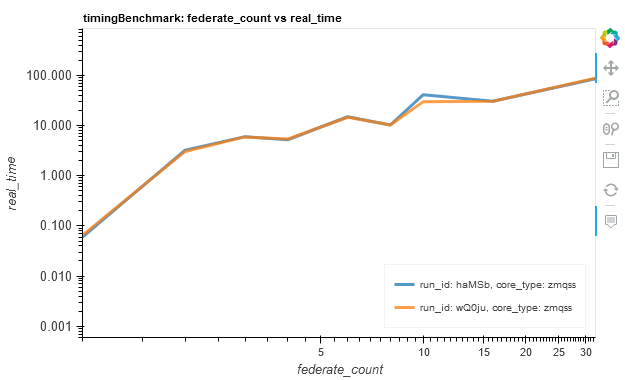 timingBenchmark: federate_count vs real_time
100.000
10.000
1.000
0.100
0.010
0.001
real_time
run_id: haMSb, core_type: zmqss
run_id: wQ0ju, core_type: zmqss
5 10 15 20 25 30
federate_count